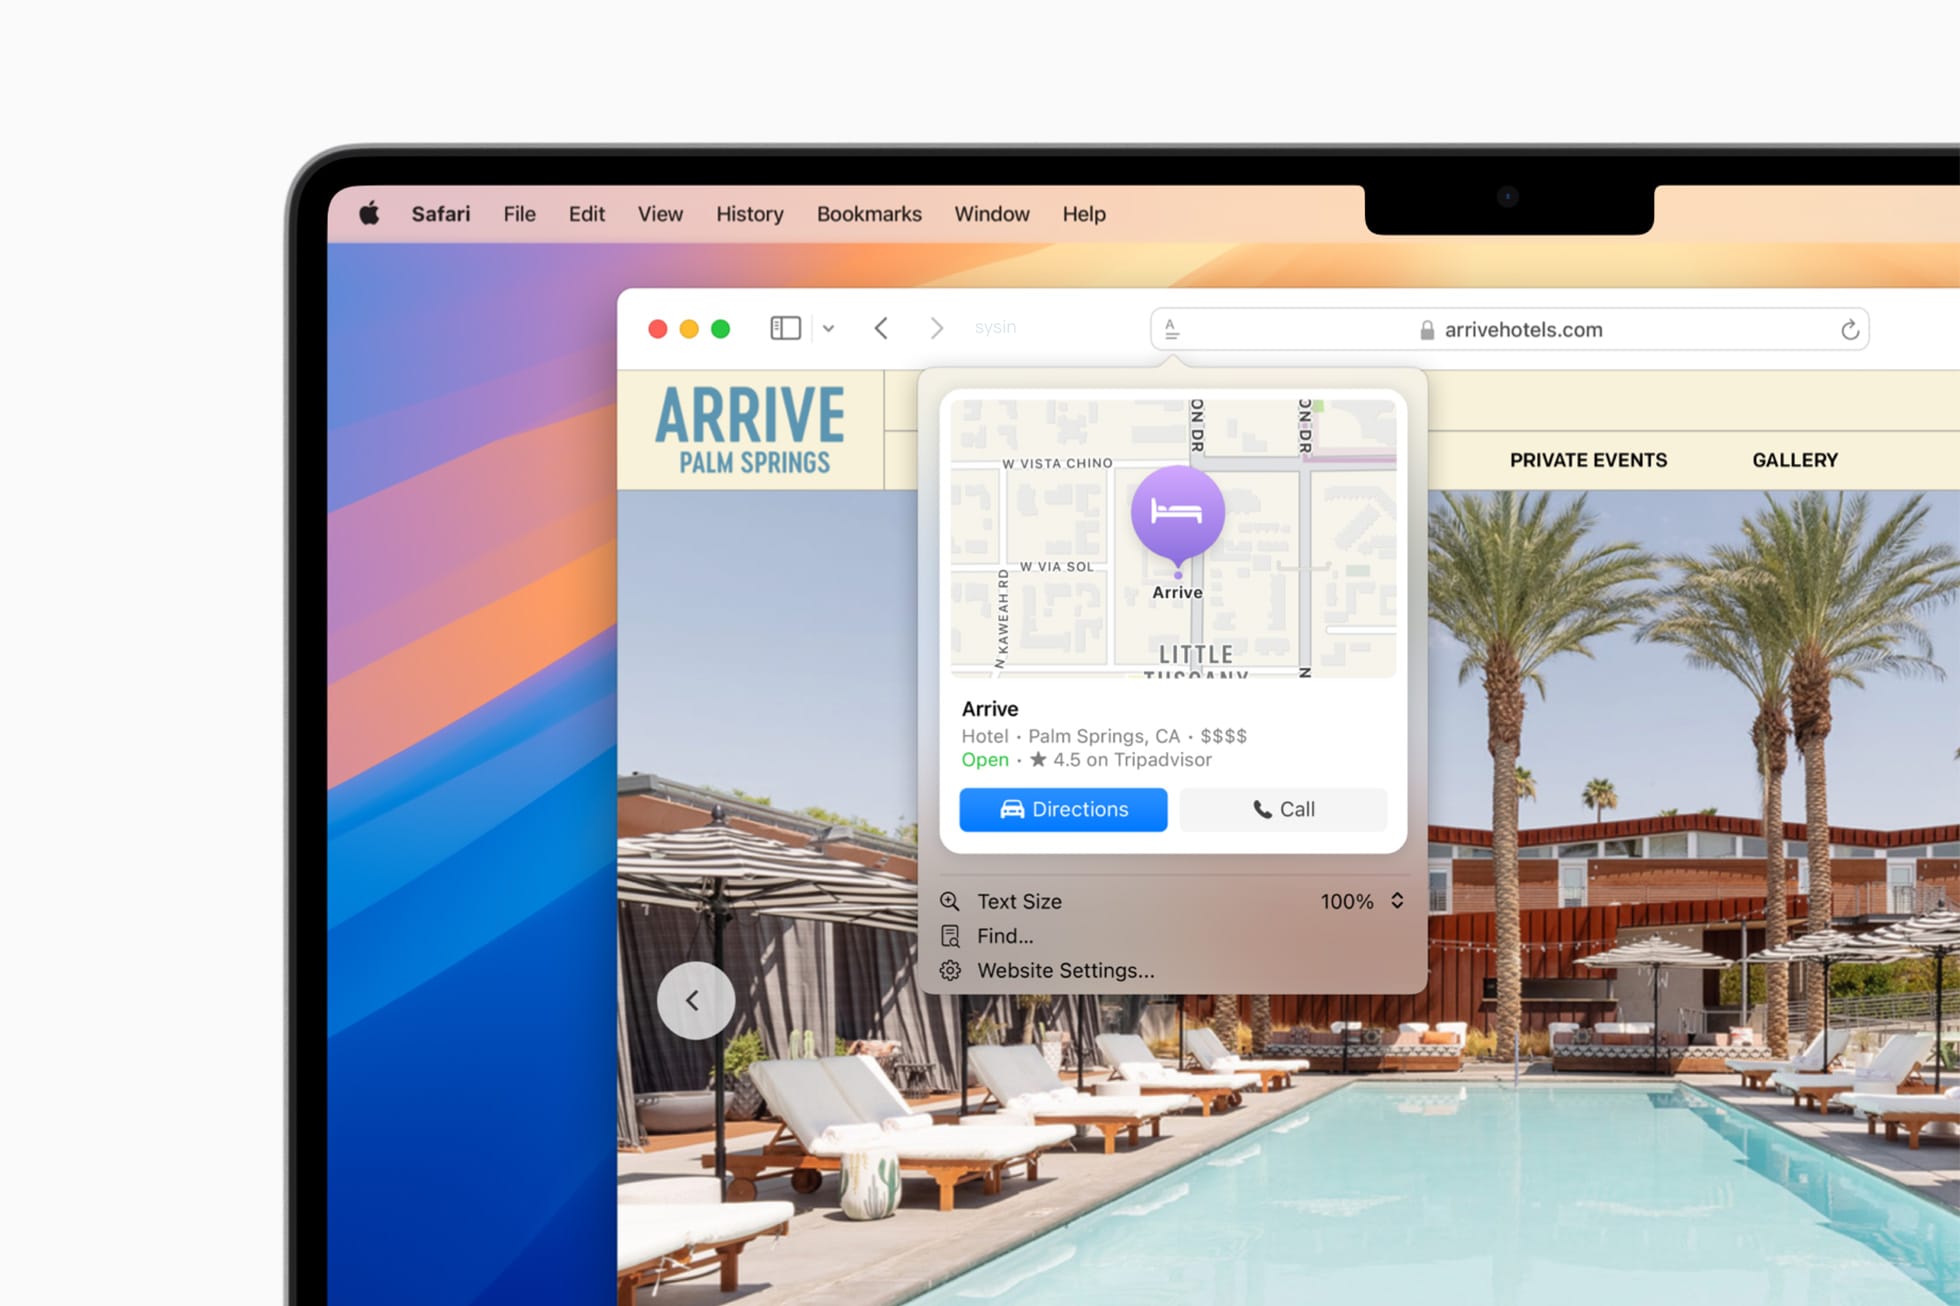 Safari File Edit View History Bookmarks Window Help
sysin
arrivehotels.com
ARRIVE
PALM SPRINGS
PRIVATE EVENTS GALLERY
ON DR
ON DR
W VISTA CHINO
W VIA SOL
N KAWEAH RD
Arrive
LITTLE
TUSCANY
N
Arrive
Hotel · Palm Springs, CA · $$$$
Open · ★ 4.5 on Tripadvisor
Directions
Call
Text Size 100%
Find...
Website Settings...